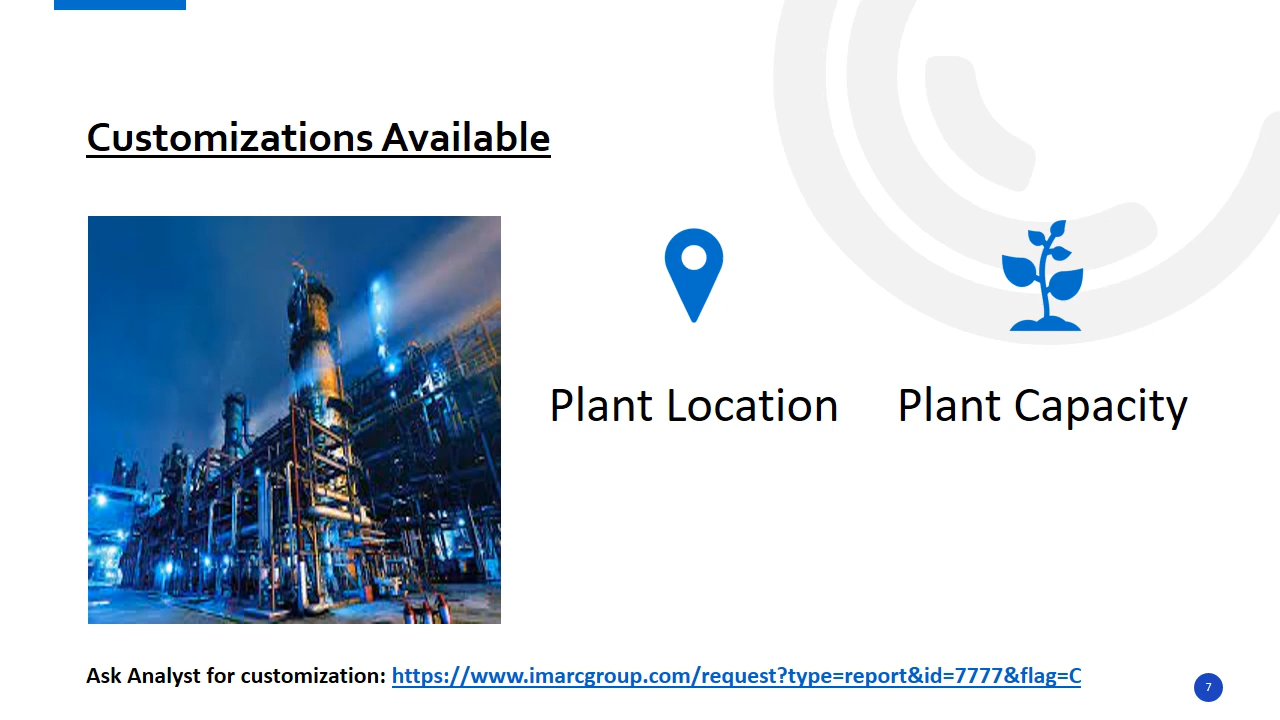 Customizations Available
Plant Location
Plant Capacity
Ask Analyst for customization: https://www.imarcgroup.com/request?type=report&id=7777&flag=C
7